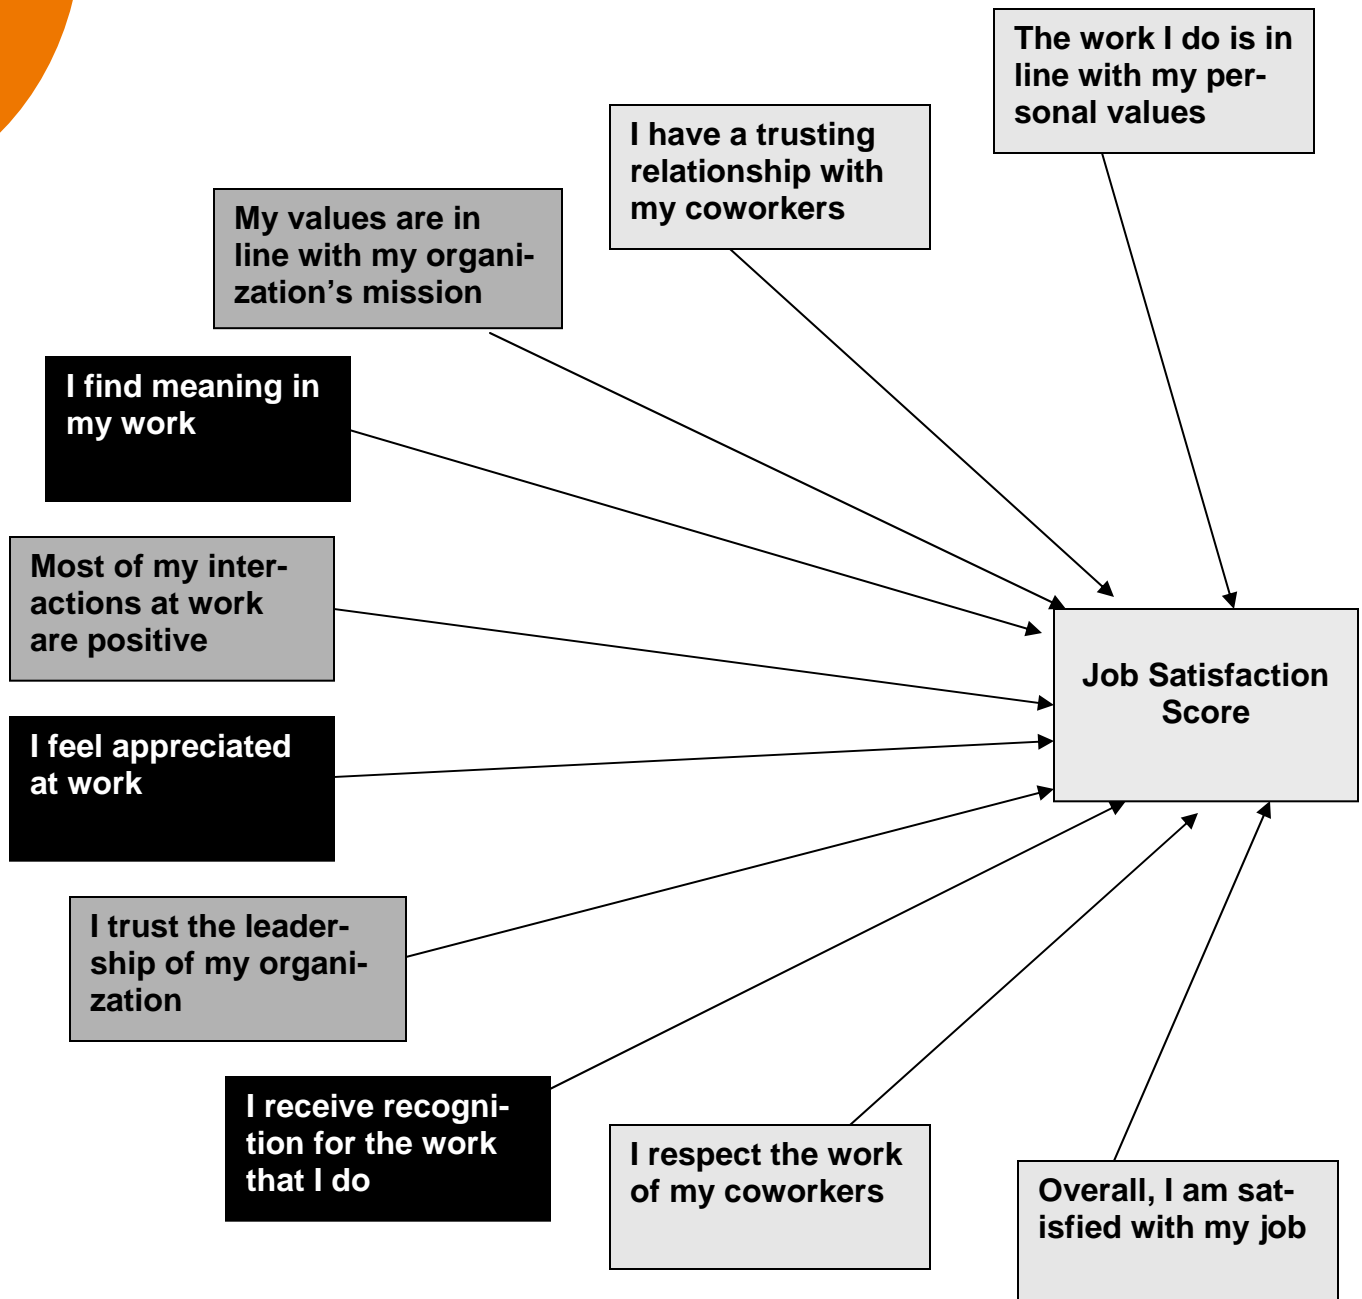 The work I do is in
line with my per-
sonal values
I have a trusting
relationship with
my coworkers
My values are in
line with my organi-
zation’s mission
I find meaning in
my work
Most of my inter-
actions at work
are positive
Job Satisfaction
Score
I feel appreciated
at work
I trust the leader-
ship of my organi-
zation
I receive recogni-
tion for the work
that I do
I respect the work
of my coworkers
Overall, I am sat-
isfied with my job